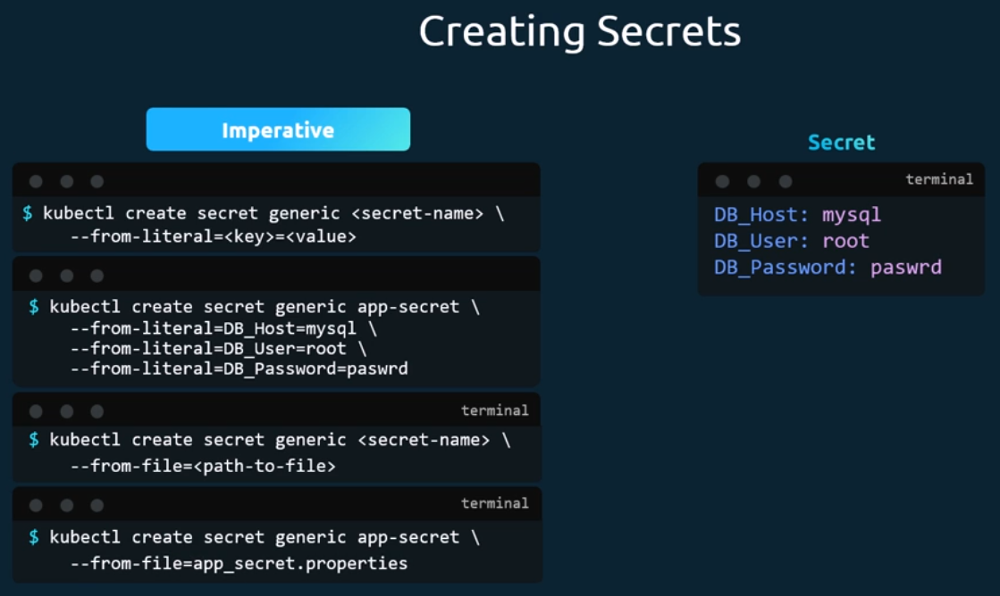 Creating Secrets
Imperative
$ kubectl create secret generic <secret-name> \
--from-literal=<key>=<value>
$ kubectl create secret generic app-secret \
--from-literal=DB_Host=mysql \
--from-literal=DB_User=root \
--from-literal=DB_Password=paswrd
terminal
$ kubectl create secret generic <secret-name> \
--from-file=<path-to-file>
terminal
$ kubectl create secret generic app-secret \
--from-file=app_secret.properties
Secret
terminal
DB_Host: mysql
DB_User: root
DB_Password: paswrd